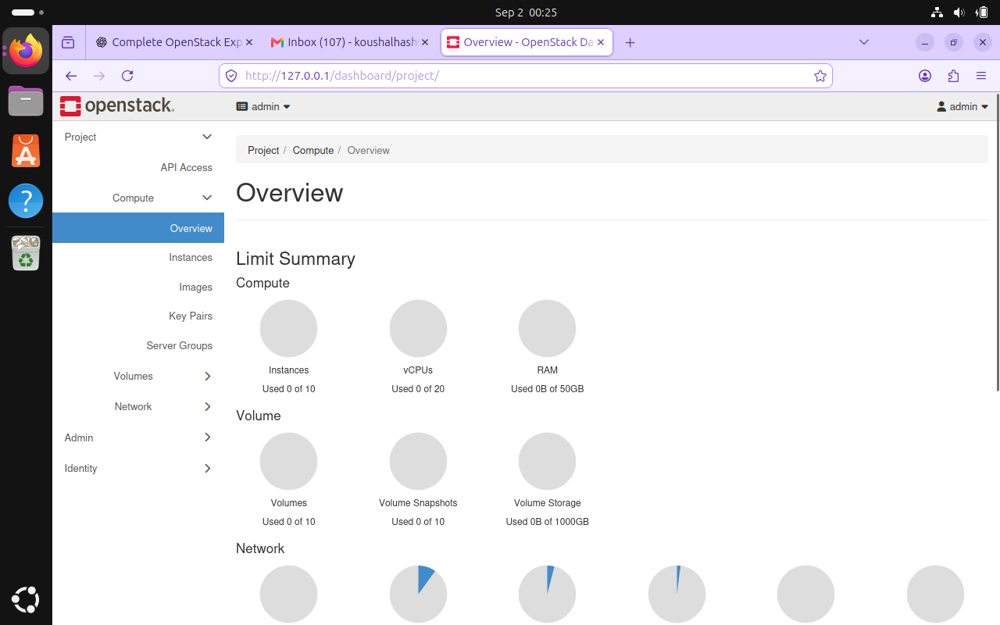 Sep 2 00:25
Complete OpenStack Exp
Inbox (107) - koushalhash
Overview - OpenStack Da
http://127.0.0.1/dashboard/project/
openstack.
admin
admin
Project
API Access
Compute
Overview
Instances
Images
Key Pairs
Server Groups
Volumes
Network
Admin
Identity
Project / Compute / Overview
Overview
Limit Summary
Compute
Instances
Used 0 of 10
vCPUs
Used 0 of 20
RAM
Used 0B of 50GB
Volume
Volumes
Used 0 of 10
Volume Snapshots
Used 0 of 10
Volume Storage
Used 0B of 1000GB
Network